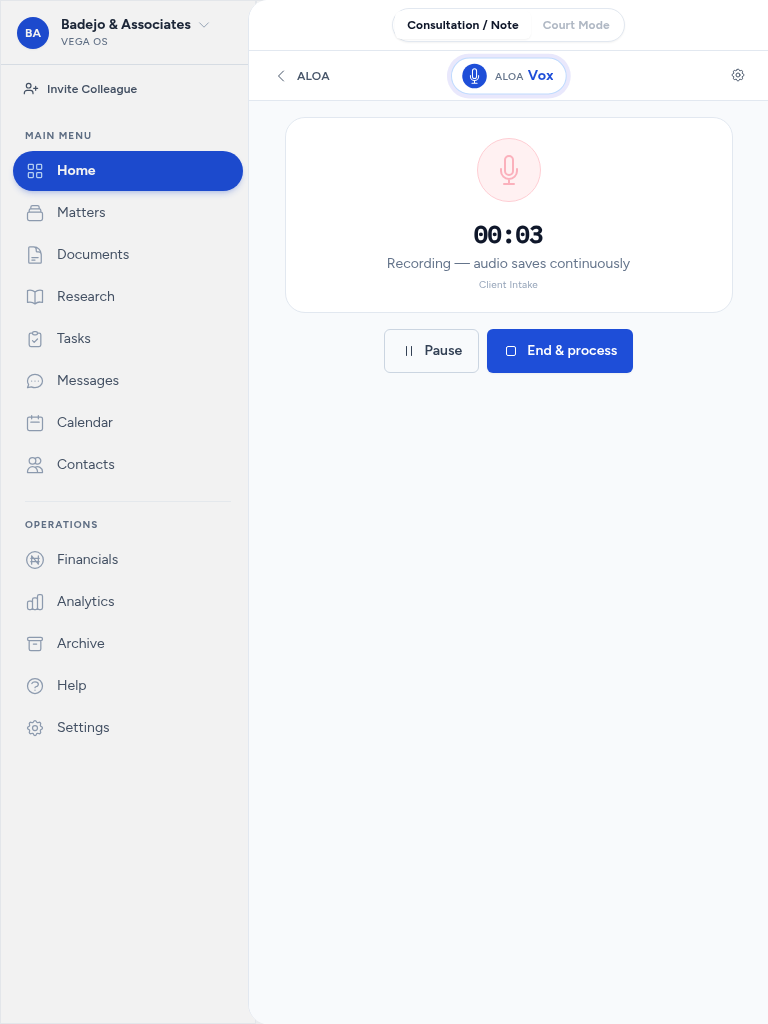 BA
Badejo & Associates
VEGA OS
Invite Colleague
MAIN MENU
Home
Matters
Documents
Research
Tasks
Messages
Calendar
Contacts
OPERATIONS
Financials
Analytics
Archive
Help
Settings
Consultation / Note
Court Mode
ALOA
ALOA Vox
00:03
Recording — audio saves continuously
Client Intake
Pause
End & process